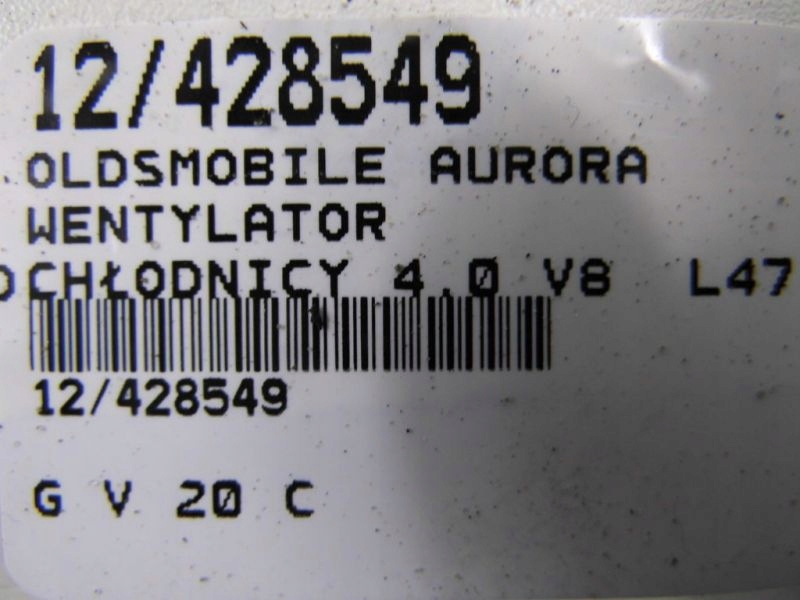 12/428549
OLDSMOBILE AURORA
WENTYLATOR
CHŁODNICY 4.0 V8 L47
12/428549
G V 20 C